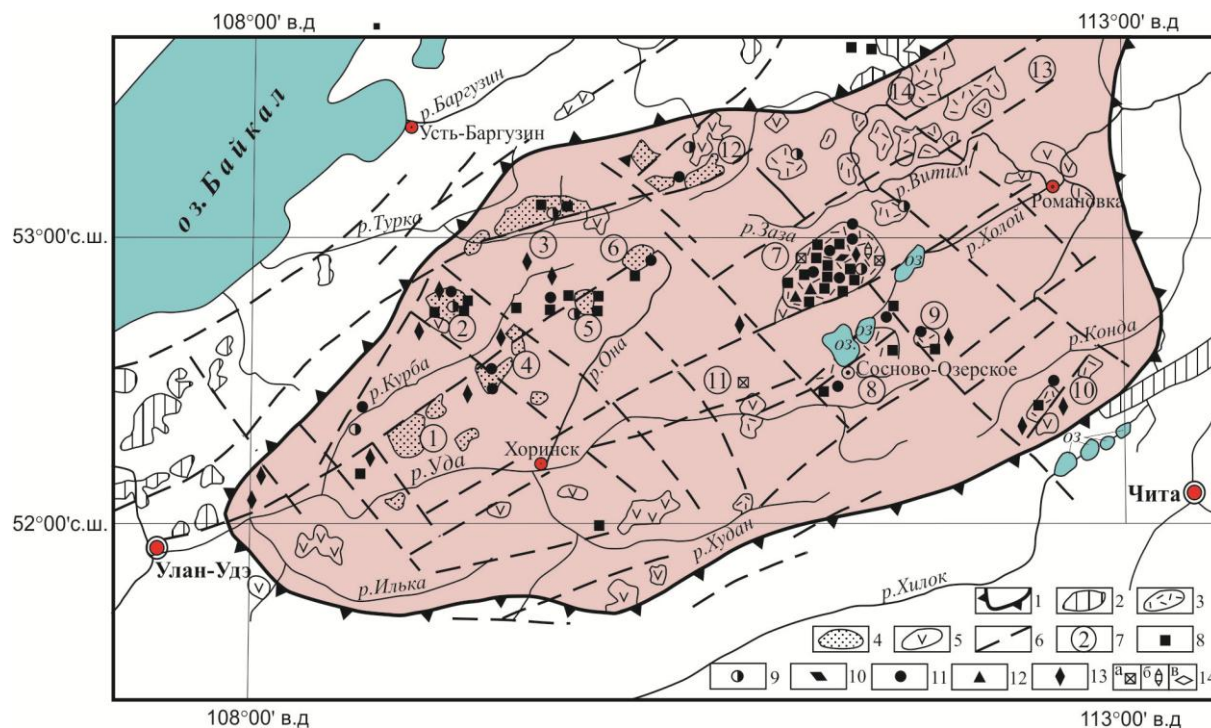 108°00' в.д
113°00' в.д
оз. Байкал
р.Баргузин
Усть-Баргузин
14
13
12
р.Витим
Романовка
р.Турка
53°00'с.ш.
3
6
р.Заза
7
оз
р.Холой
2
5
оз
оз.
9
р.Конда
р.Курба
4
р.Она
11
Сосново-Озерское
8
10
1
Хоринск
р.Уда
оз.
Чита
52°00'с.ш.
Улан-Удэ
р.Худан
р.Илька
р.Хилок
1 2 3
4 5 6 2 7 8
9 10 11 12 13 а б в 14
108°00' в.д
113°00' в.д